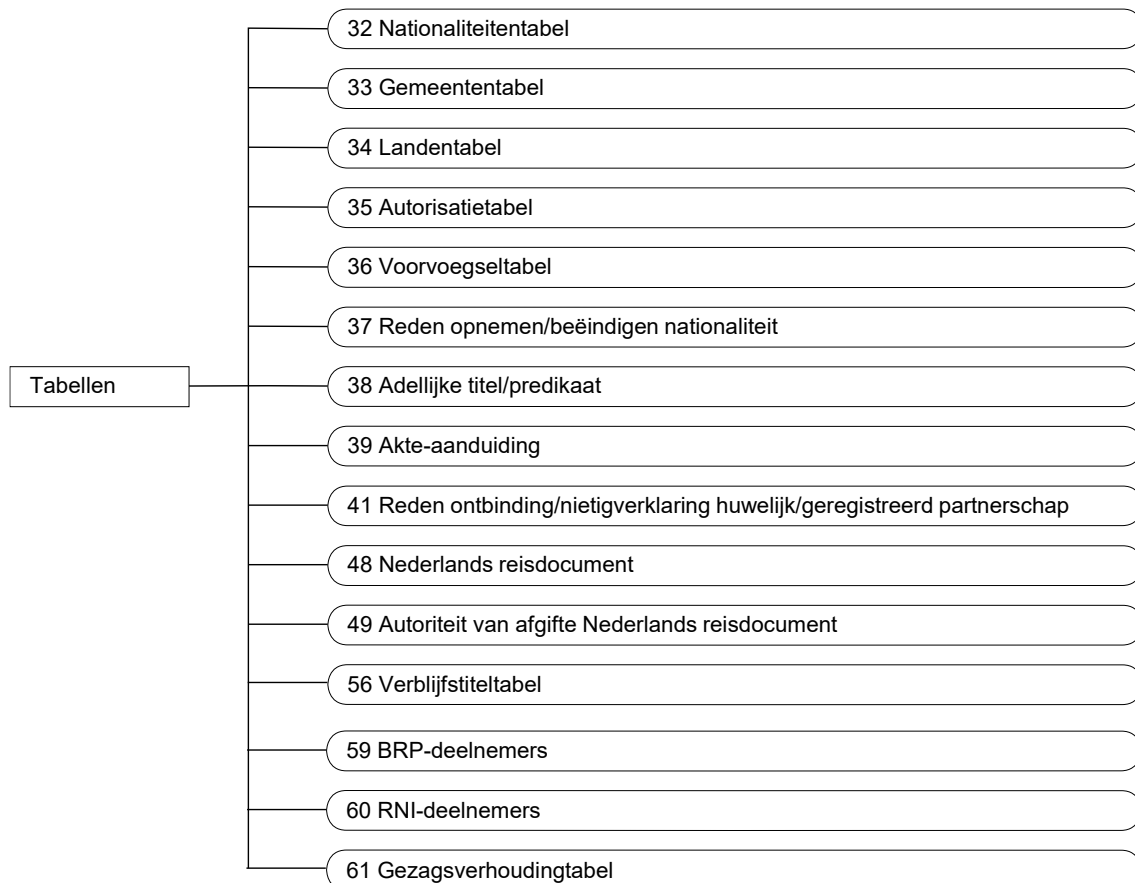 32 Nationaliteitentabel
33 Gemeententabel
34 Landentabel
35 Autorisatietabel
36 Voorvoegseltabel
37 Reden opnemen/beëindigen nationaliteit
Tabellen
38 Adellijke titel/predikaat
39 Akte-aanduiding
41 Reden ontbinding/nietigverklaring huwelijk/geregistreerd partnerschap
48 Nederlands reisdocument
49 Autoriteit van afgifte Nederlands reisdocument
56 Verblijfstiteltabel
59 BRP-deelnemers
60 RNI-deelnemers
61 Gezagsverhoudingtabel